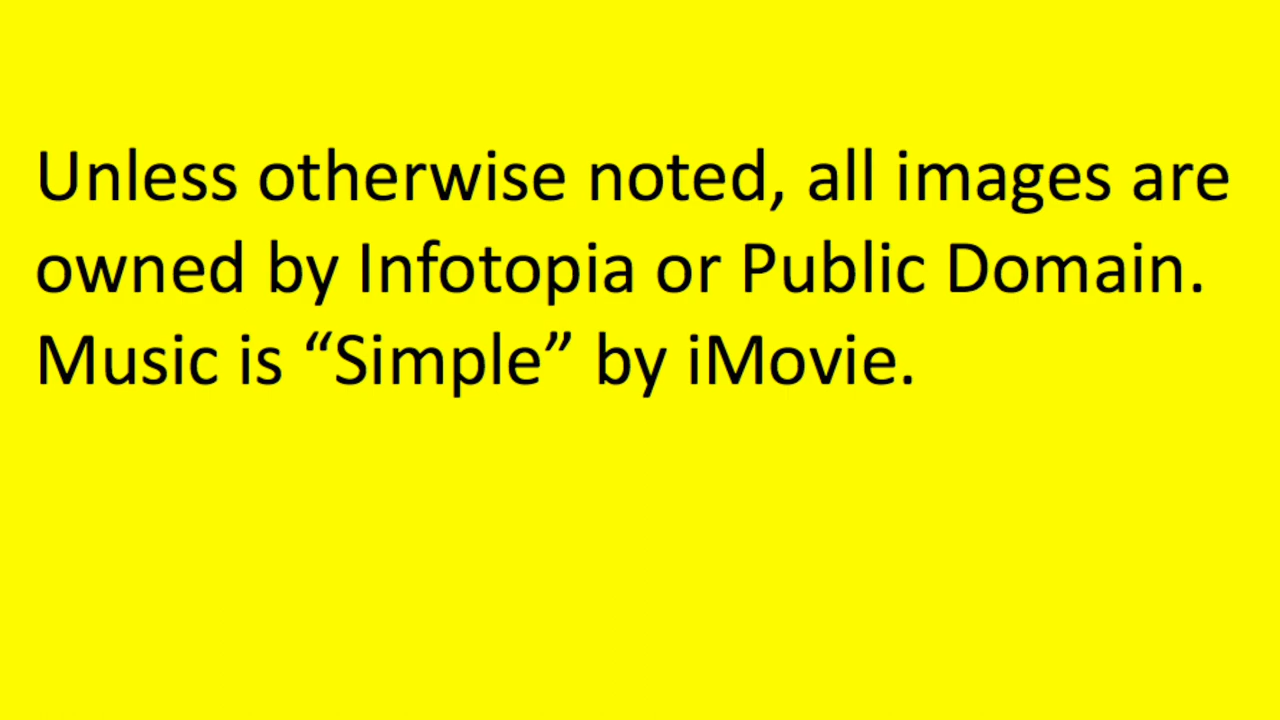 Unless otherwise noted, all images are
owned by Infotopia or Public Domain.
Music is “Simple” by iMovie.